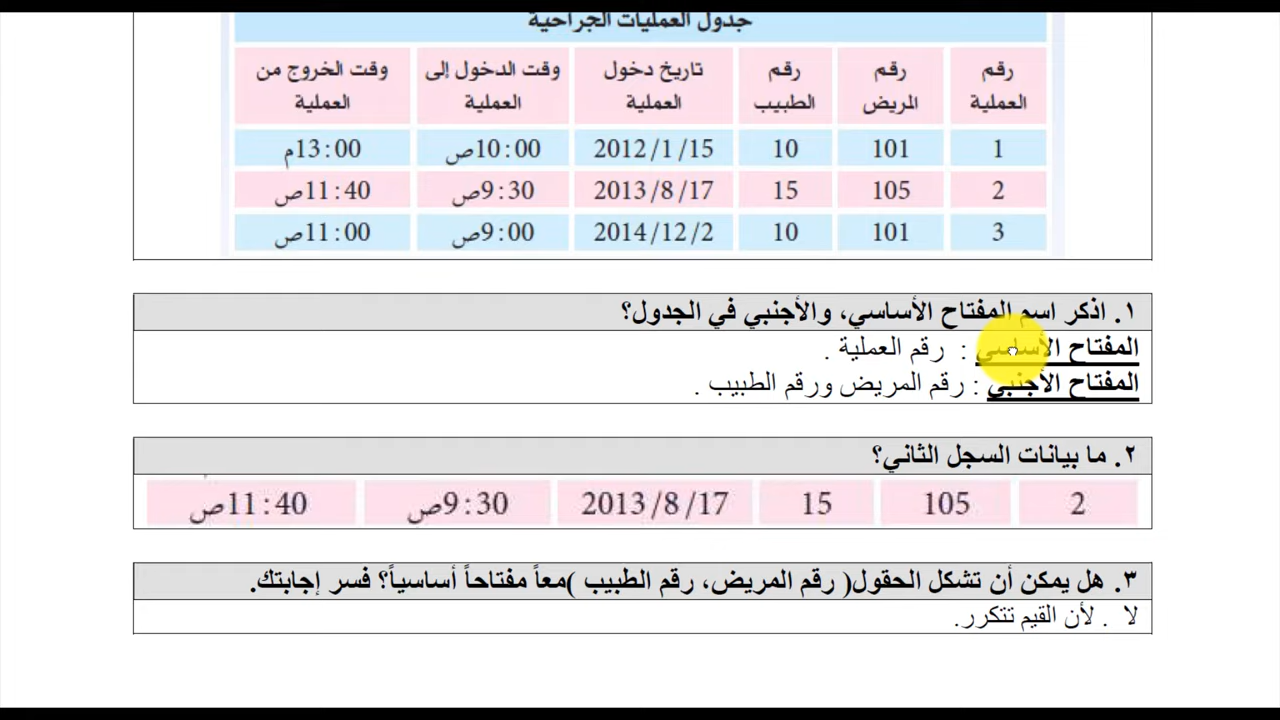 جدول العمليات الجراحية
رقم العملية رقم المريض رقم الطبيب تاريخ دخول العملية وقت الدخول إلى العملية وقت الخروج من العملية
1 101 10 2012/1/15 10:00ص 13:00م
2 105 15 2013/8/17 9:30ص 11:40ص
3 101 10 2014/12/2 9:00ص 11:00ص
١. اذكر اسم المفتاح الأساسي، والأجنبي في الجدول؟
المفتاح الأساسي : رقم العملية .
المفتاح الأجنبي : رقم المريض ورقم الطبيب .
٢. ما بيانات السجل الثاني؟
2 105 15 2013/8/17 9:30ص 11:40ص
٣. هل يمكن أن تشكل الحقول( رقم المريض، رقم الطبيب )معاً مفتاحاً أساسياً؟ فسر إجابتك.
لا . لأن القيم تتكرر.